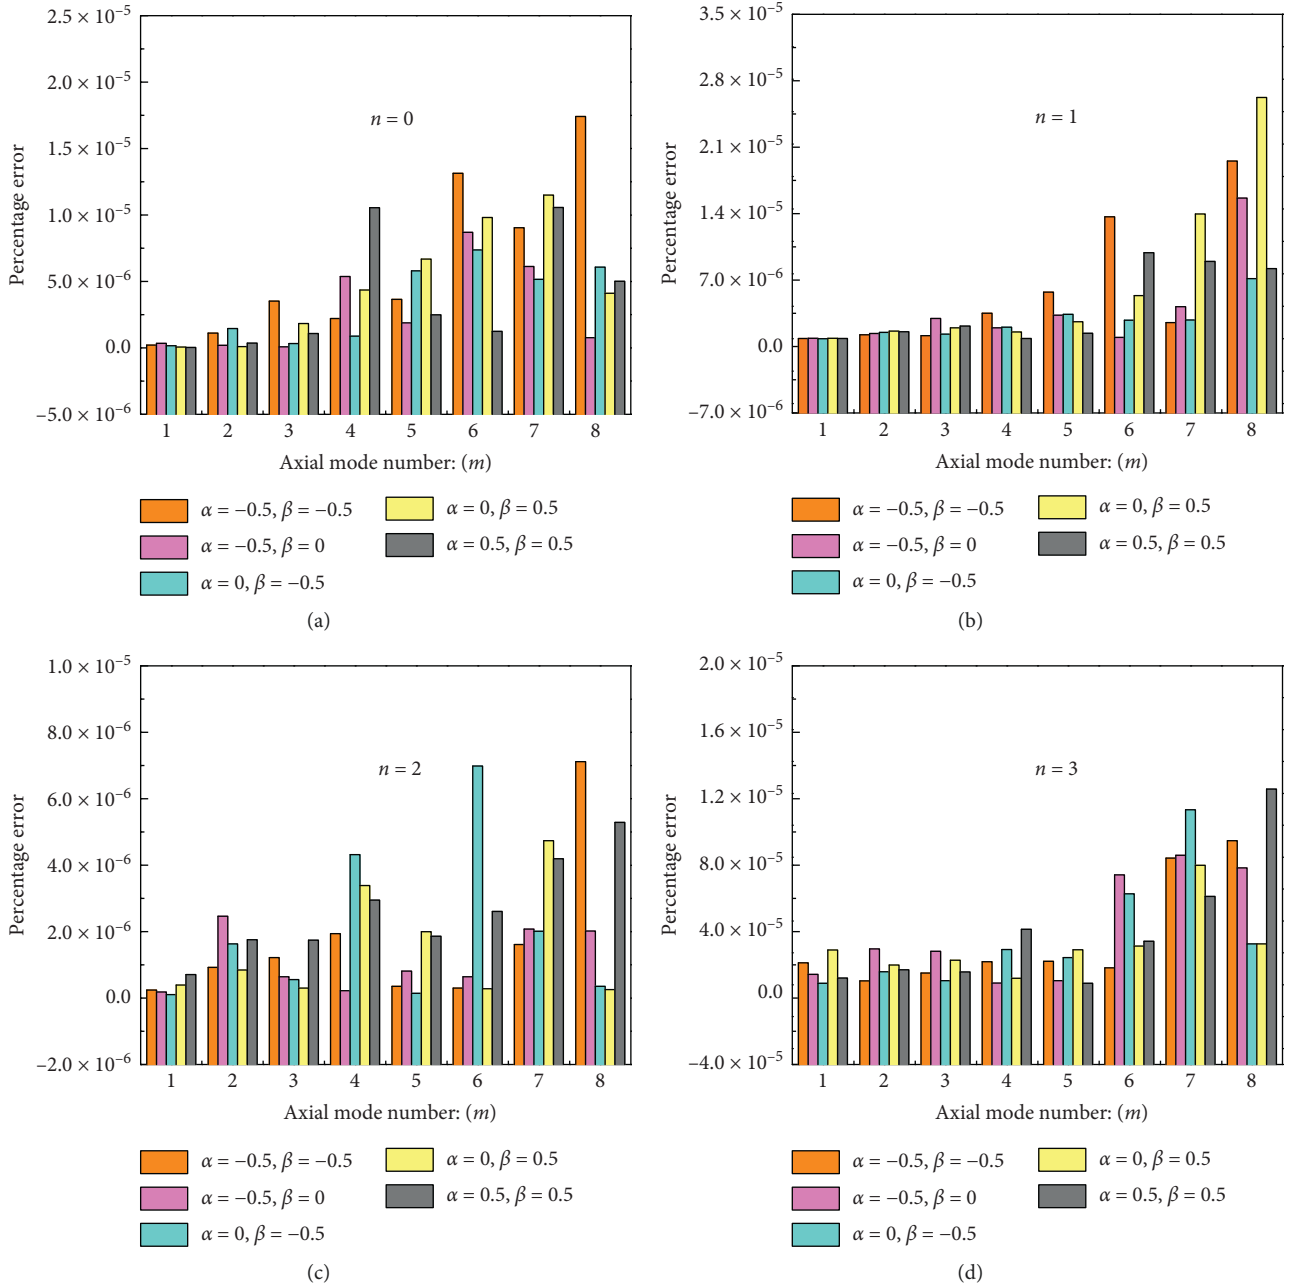 2.5 × 10⁻⁵
2.0 × 10⁻⁵
1.5 × 10⁻⁵
1.0 × 10⁻⁵
5.0 × 10⁻⁶
0.0
−5.0 × 10⁻⁶
Percentage error
n = 0
1 2 3 4 5 6 7 8
Axial mode number: (m)
α = −0.5, β = −0.5
α = −0.5, β = 0
α = 0, β = −0.5
α = 0, β = 0.5
α = 0.5, β = 0.5
(a)
3.5 × 10⁻⁵
2.8 × 10⁻⁵
2.1 × 10⁻⁵
1.4 × 10⁻⁵
7.0 × 10⁻⁶
0.0
−7.0 × 10⁻⁶
Percentage error
n = 1
1 2 3 4 5 6 7 8
Axial mode number: (m)
α = −0.5, β = −0.5
α = −0.5, β = 0
α = 0, β = −0.5
α = 0, β = 0.5
α = 0.5, β = 0.5
(b)
1.0 × 10⁻⁵
8.0 × 10⁻⁶
6.0 × 10⁻⁶
4.0 × 10⁻⁶
2.0 × 10⁻⁶
0.0
−2.0 × 10⁻⁶
Percentage error
n = 2
1 2 3 4 5 6 7 8
Axial mode number: (m)
α = −0.5, β = −0.5
α = −0.5, β = 0
α = 0, β = −0.5
α = 0, β = 0.5
α = 0.5, β = 0.5
(c)
2.0 × 10⁻⁵
1.6 × 10⁻⁵
1.2 × 10⁻⁵
8.0 × 10⁻⁵
4.0 × 10⁻⁵
0.0
−4.0 × 10⁻⁵
Percentage error
n = 3
1 2 3 4 5 6 7 8
Axial mode number: (m)
α = −0.5, β = −0.5
α = −0.5, β = 0
α = 0, β = −0.5
α = 0, β = 0.5
α = 0.5, β = 0.5
(d)